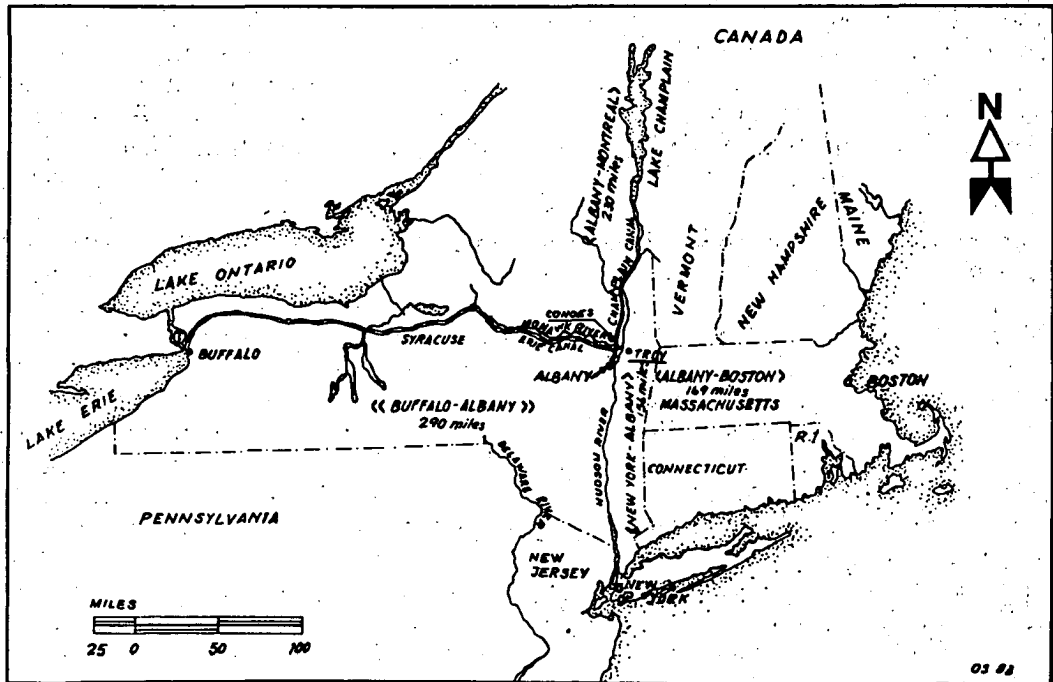 CANADA
N
LAKE CHAMPLAIN
<ALBANY-MONTREAL>
230 miles
CHAMPLAIN CANAL
VERMONT
NEW HAMPSHIRE
MAINE
LAKE ONTARIO
COHOES
MOHAWK RIVER
ERIE CANAL
SYRACUSE
BUFFALO
TROY
ALBANY
LAKE ERIE
<ALBANY-BOSTON>
169 miles
MASSACHUSETTS
BOSTON
<< BUFFALO-ALBANY >>
290 miles
HUDSON RIVER
<NEW YORK-ALBANY>
miles
R.I
CONNECTICUT
DELAWARE RIVER
PENNSYLVANIA
NEW
JERSEY
NEW
YORK
MILES
25 0 50 100
03 83